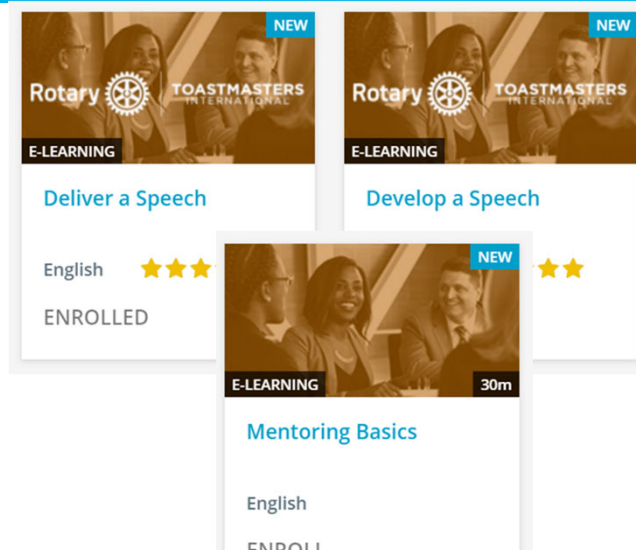 NEW
Rotary
TOASTMASTERS
INTERNATIONAL
E-LEARNING
Deliver a Speech
English
ENROLLED
NEW
Rotary
TOASTMASTERS
INTERNATIONAL
E-LEARNING
Develop a Speech
NEW
E-LEARNING
30m
Mentoring Basics
English
ENROLL